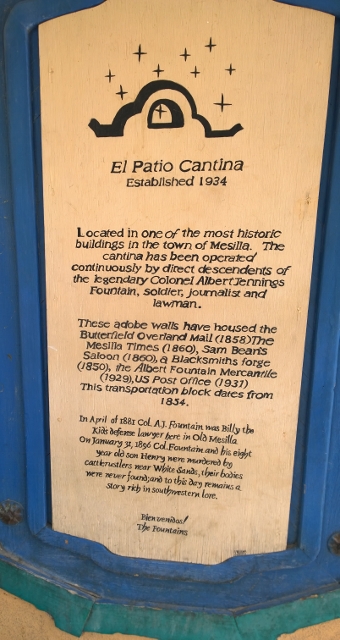 El Patio Cantina
Established 1934
Located in one of the most historic
buildings in the town of Mesilla. The
cantina has been operated
continuously by direct descendents of
the legendary Colonel Albert Jennings
Fountain, soldier, journalist and
lawman.
These adobe walls have housed the
Butterfield Overland Mail (1858)The
Mesilla Times (1860), Sam Bean's
Saloon (1860), a Blacksmiths forge
(1850), the Albert Fountain Mercantile
(1929),US Post Office (1931)
This transportation block dates from
1854.
In April of 1881 Col. A.J. Fountain was Billy the
Kids defense lawyer here in Old Mesilla
On January 31, 1896 Col. Fountain and his eight
year old son Henry were murdered by
cattlerustlers near White Sands, their bodies
were never found;and to this day remains a
story rich in southwestern lore.
Bienvenidos!
The Fountains